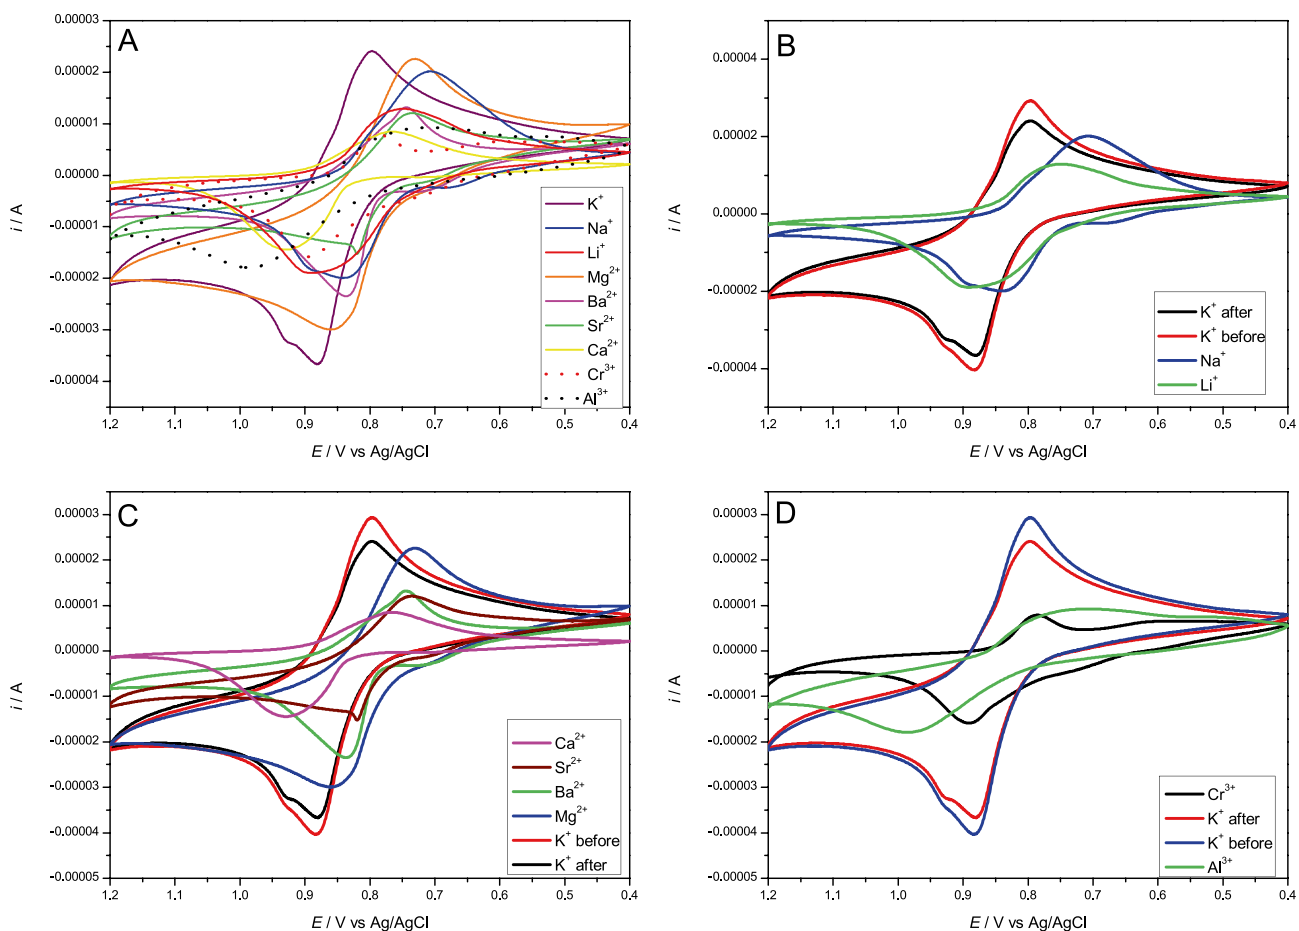 A
0.00003
0.00002
0.00001
0.00000
-0.00001
-0.00002
-0.00003
-0.00004
i / A
1.2 1.1 1.0 0.9 0.8 0.7 0.6 0.5 0.4
E / V vs Ag/AgCl
K⁺
Na⁺
Li⁺
Mg²⁺
Ba²⁺
Sr²⁺
Ca²⁺
Cr³⁺
Al³⁺
B
0.00004
0.00002
0.00000
-0.00002
-0.00004
i / A
1.2 1.1 1.0 0.9 0.8 0.7 0.6 0.5 0.4
E / V vs Ag/AgCl
K⁺ after
K⁺ before
Na⁺
Li⁺
C
0.00003
0.00002
0.00001
0.00000
-0.00001
-0.00002
-0.00003
-0.00004
-0.00005
i / A
1.2 1.1 1.0 0.9 0.8 0.7 0.6 0.5 0.4
E / V vs Ag/AgCl
Ca²⁺
Sr²⁺
Ba²⁺
Mg²⁺
K⁺ before
K⁺ after
D
0.00003
0.00002
0.00001
0.00000
-0.00001
-0.00002
-0.00003
-0.00004
-0.00005
i / A
1.2 1.1 1.0 0.9 0.8 0.7 0.6 0.5 0.4
E / V vs Ag/AgCl
Cr³⁺
K⁺ after
K⁺ before
Al³⁺